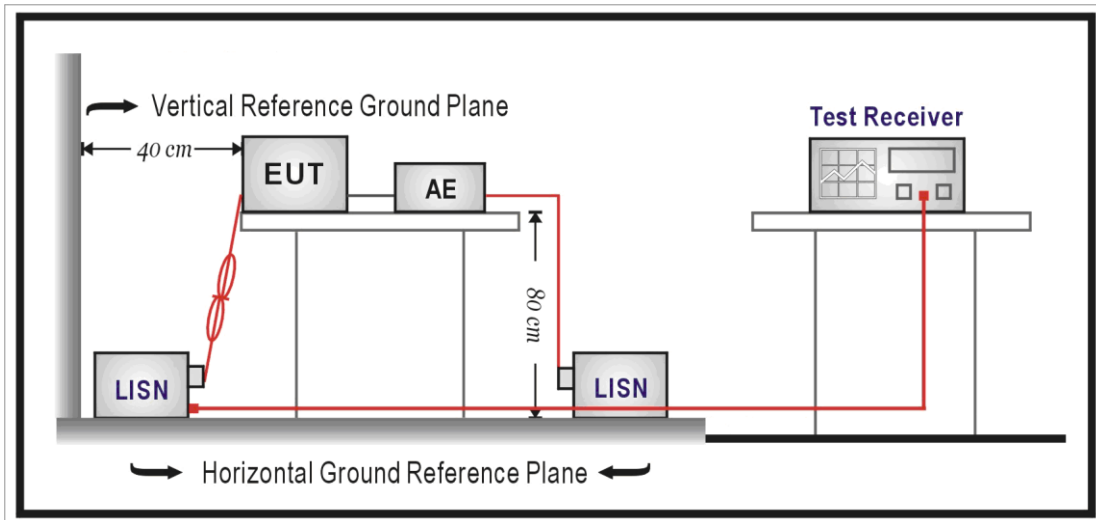 Vertical Reference Ground Plane
40 cm
EUT
AE
Test Receiver
80 cm
LISN
LISN
Horizontal Ground Reference Plane